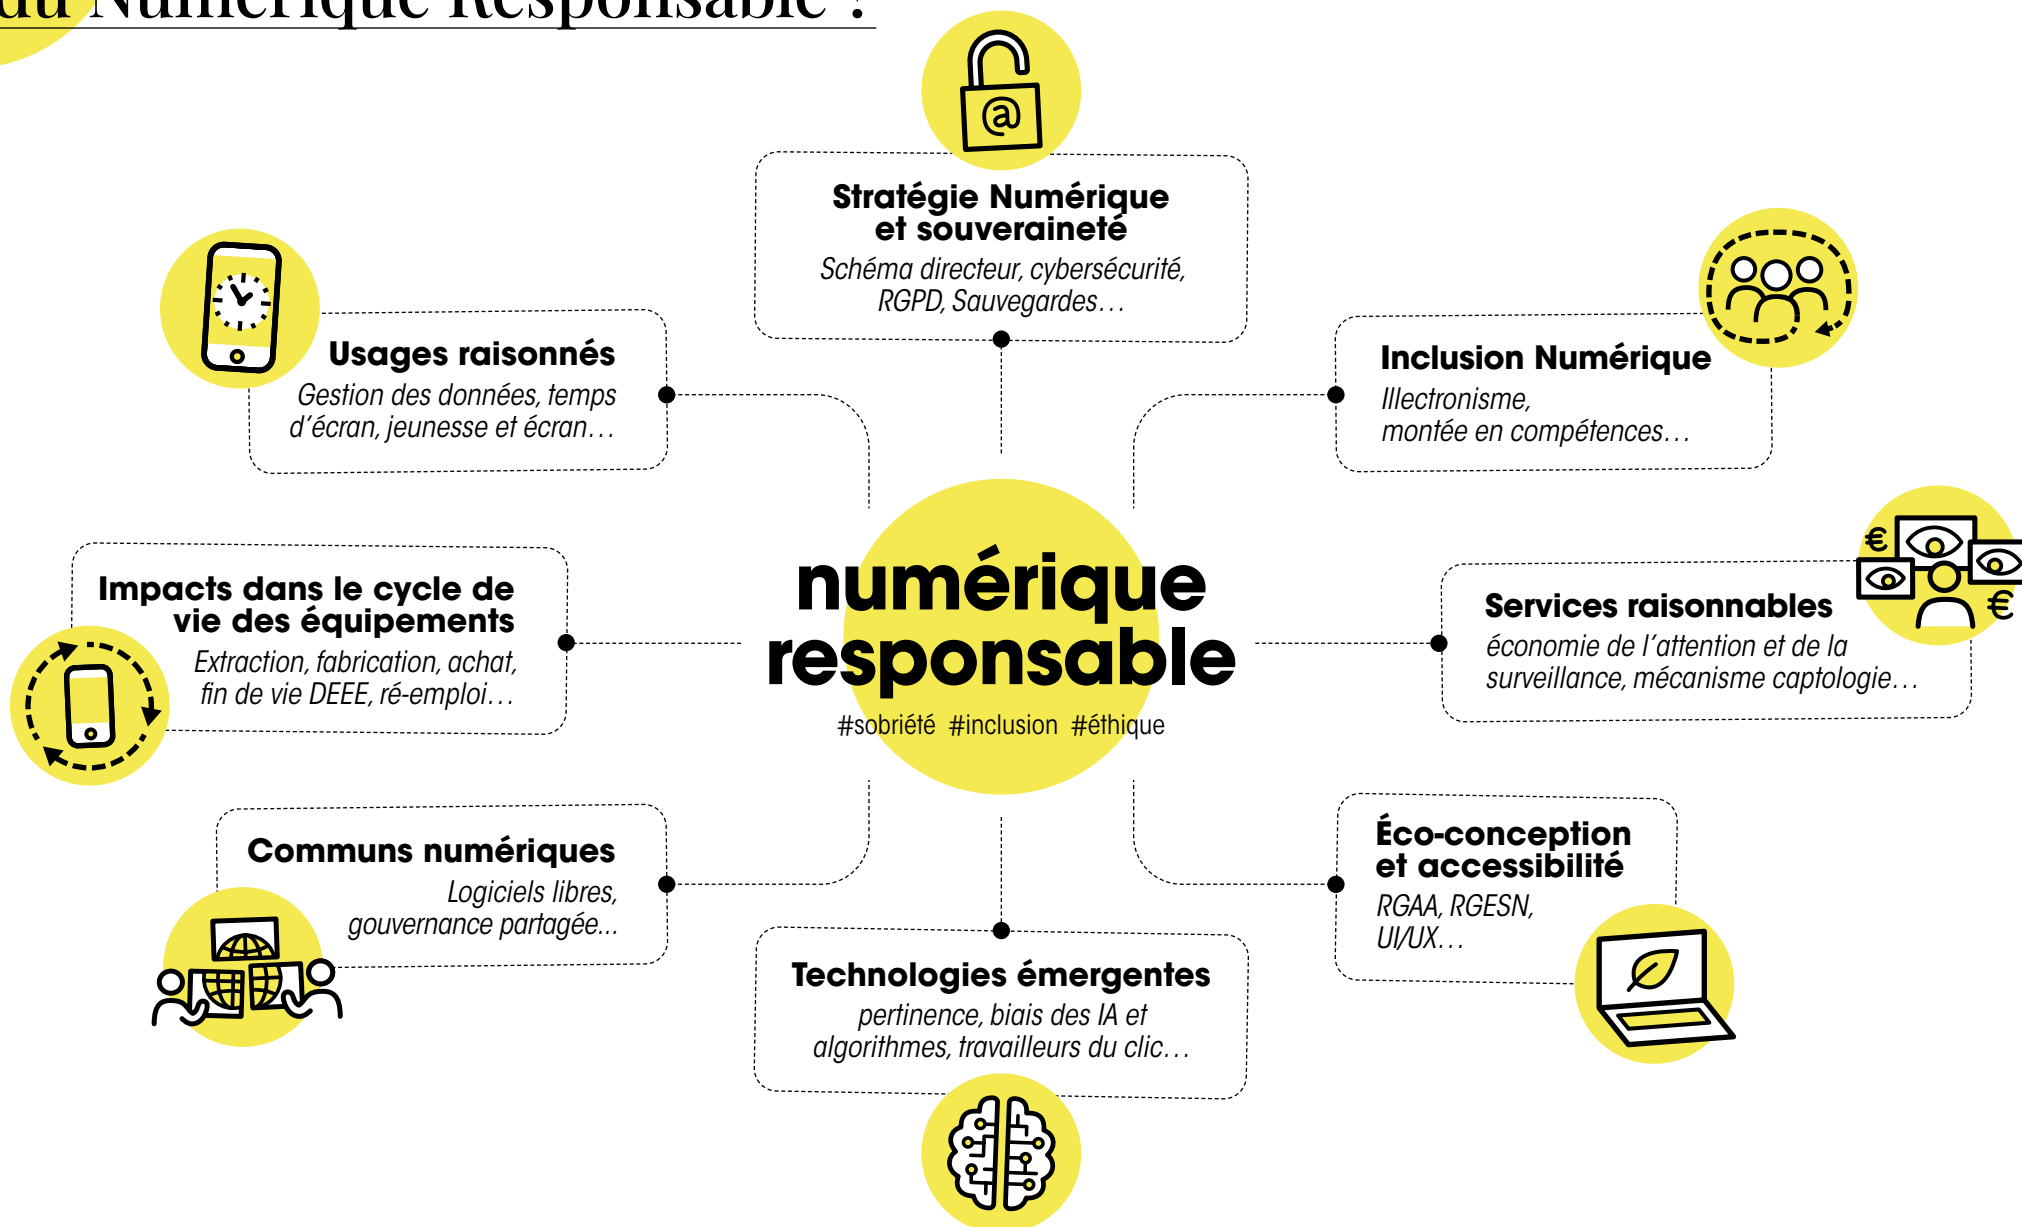 du Numérique Responsable !
@
Stratégie Numérique
et souveraineté
Schéma directeur, cybersécurité,
RGPD, Sauvegardes…
Usages raisonnés
Gestion des données, temps
d’écran, jeunesse et écran…
Inclusion Numérique
Illectronisme,
montée en compétences…
Impacts dans le cycle de
vie des équipements
Extraction, fabrication, achat,
fin de vie DEEE, ré-emploi…
numérique
responsable
#sobriété #inclusion #éthique
€
€
Services raisonnables
économie de l’attention et de la
surveillance, mécanisme captologie…
Communs numériques
Logiciels libres,
gouvernance partagée...
Éco-conception
et accessibilité
RGAA, RGESN,
UI/UX…
Technologies émergentes
pertinence, biais des IA et
algorithmes, travailleurs du clic…